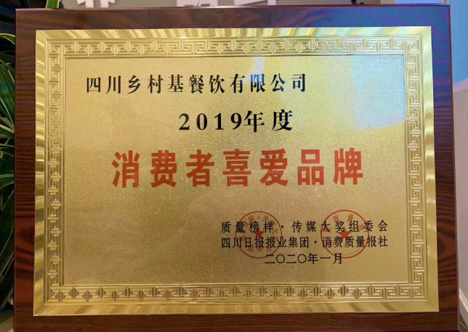 四川乡村基餐饮有限公司
2019年度
消费者喜爱品牌
质量榜样·传媒大奖组委会
四川日报报业集团·消费质量报社
二〇二〇年一月